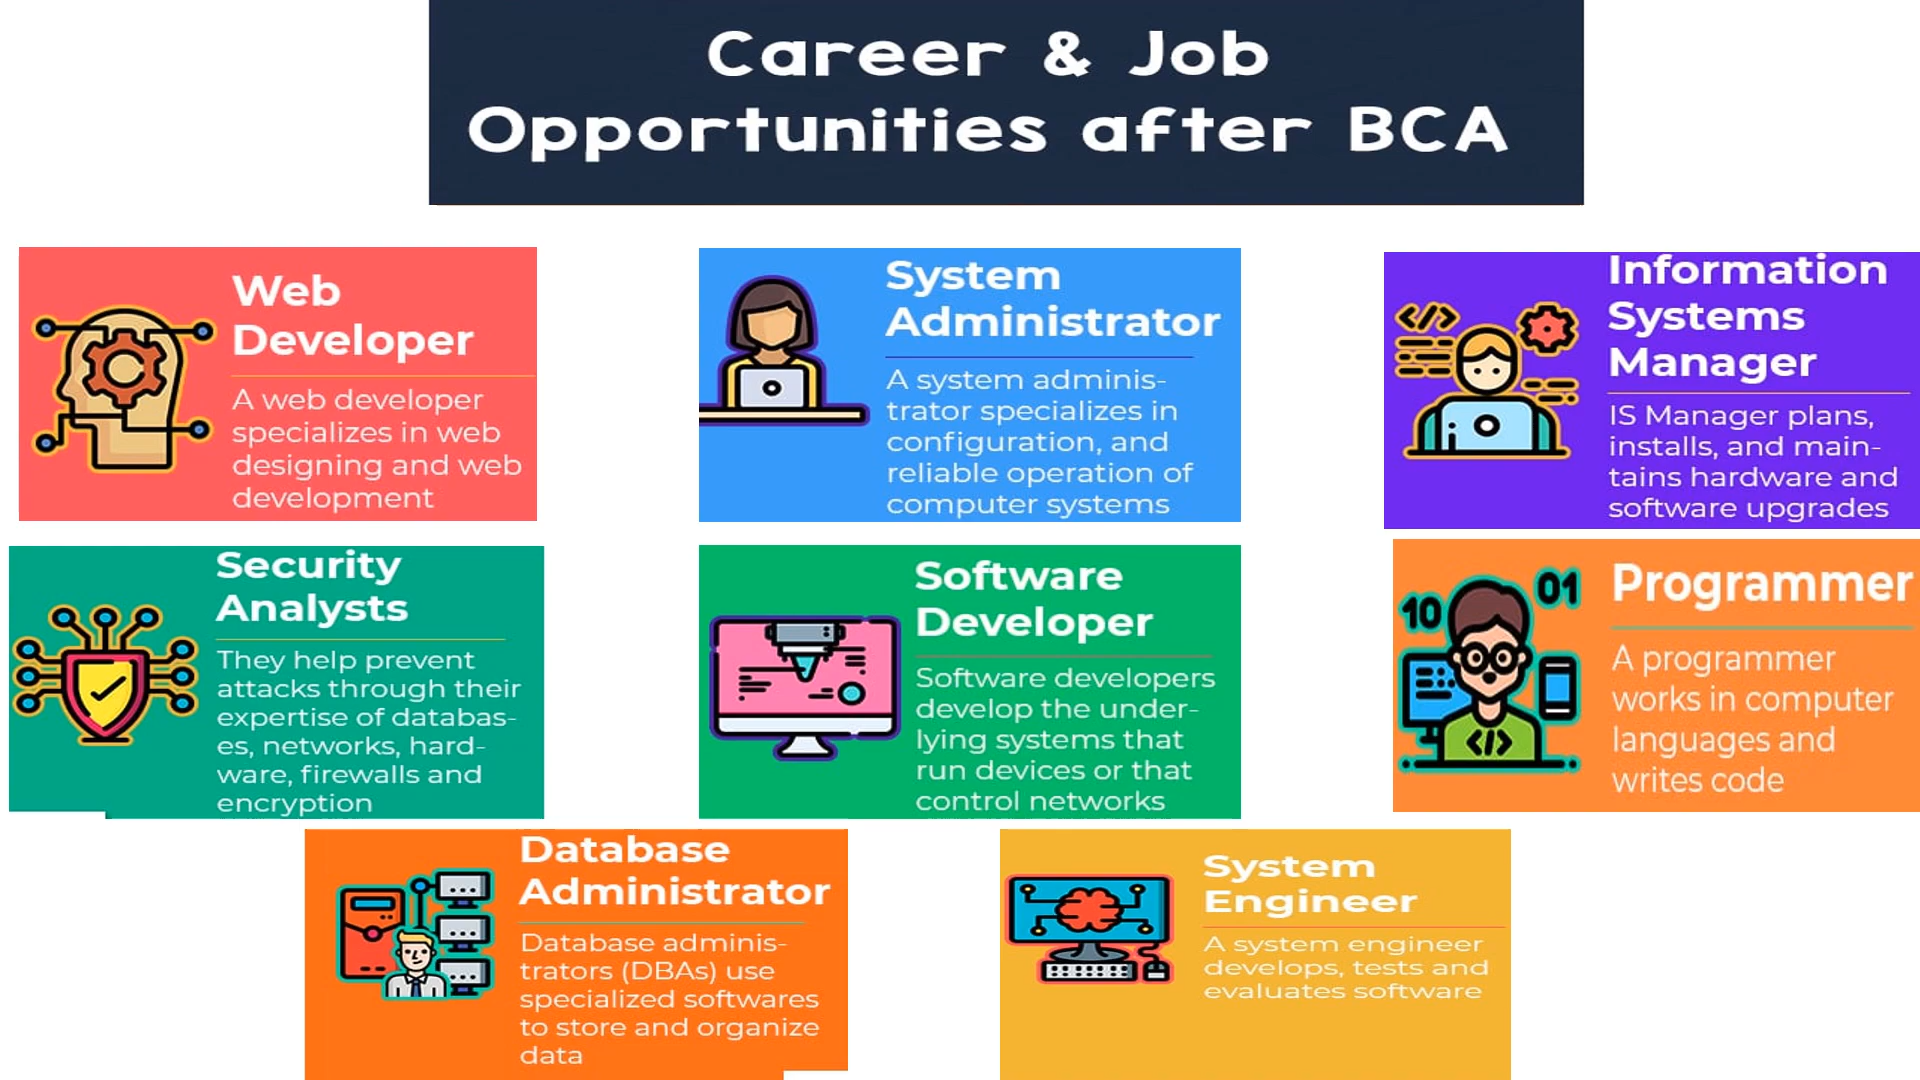 Career & Job
Opportunities after BCA
Web
Developer
A web developer
specializes in web
designing and web
development
System
Administrator
A system adminis-
trator specializes in
configuration, and
reliable operation of
computer systems
Information
Systems
Manager
IS Manager plans,
installs, and main-
tains hardware and
software upgrades
Security
Analysts
They help prevent
attacks through their
expertise of databas-
es, networks, hard-
ware, firewalls and
encryption
Software
Developer
Software developers
develop the under-
lying systems that
run devices or that
control networks
10
01
Programmer
A programmer
works in computer
languages and
writes code
Database
Administrator
Database adminis-
trators (DBAs) use
specialized softwares
to store and organize
data
System
Engineer
A system engineer
develops, tests and
evaluates software